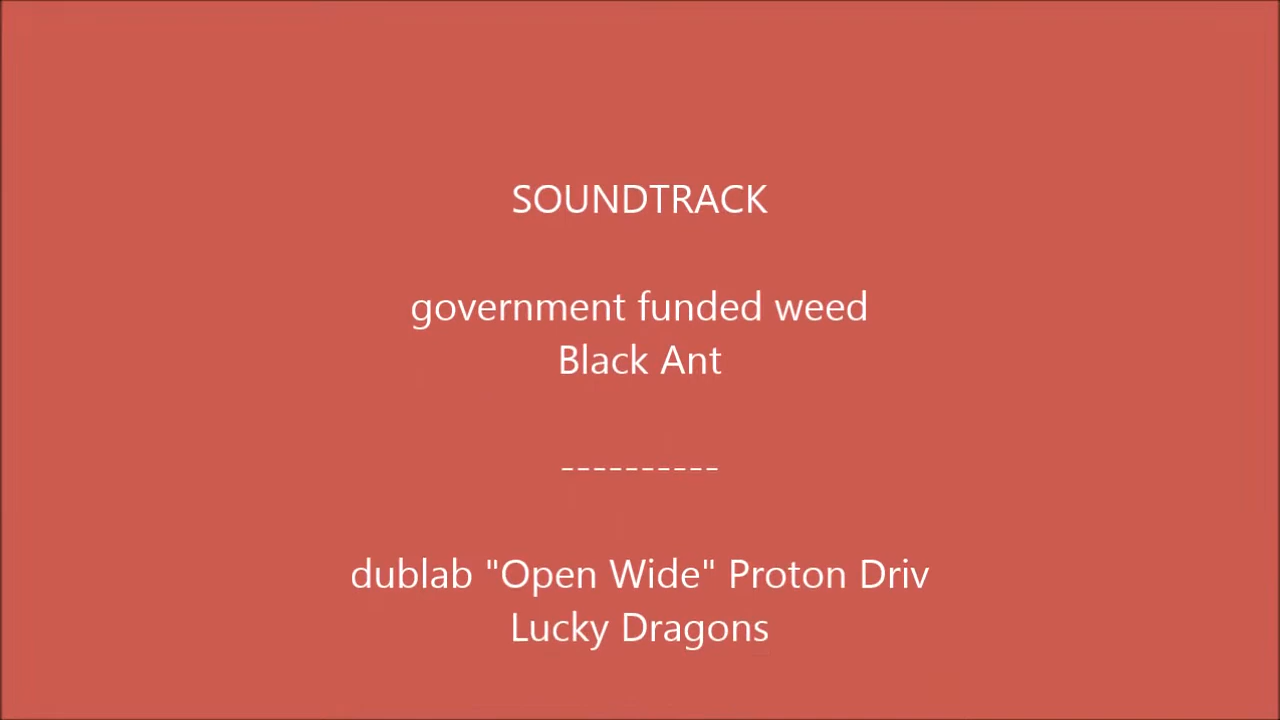 SOUNDTRACK
government funded weed
Black Ant
----------
dublab "Open Wide" Proton Driv
Lucky Dragons